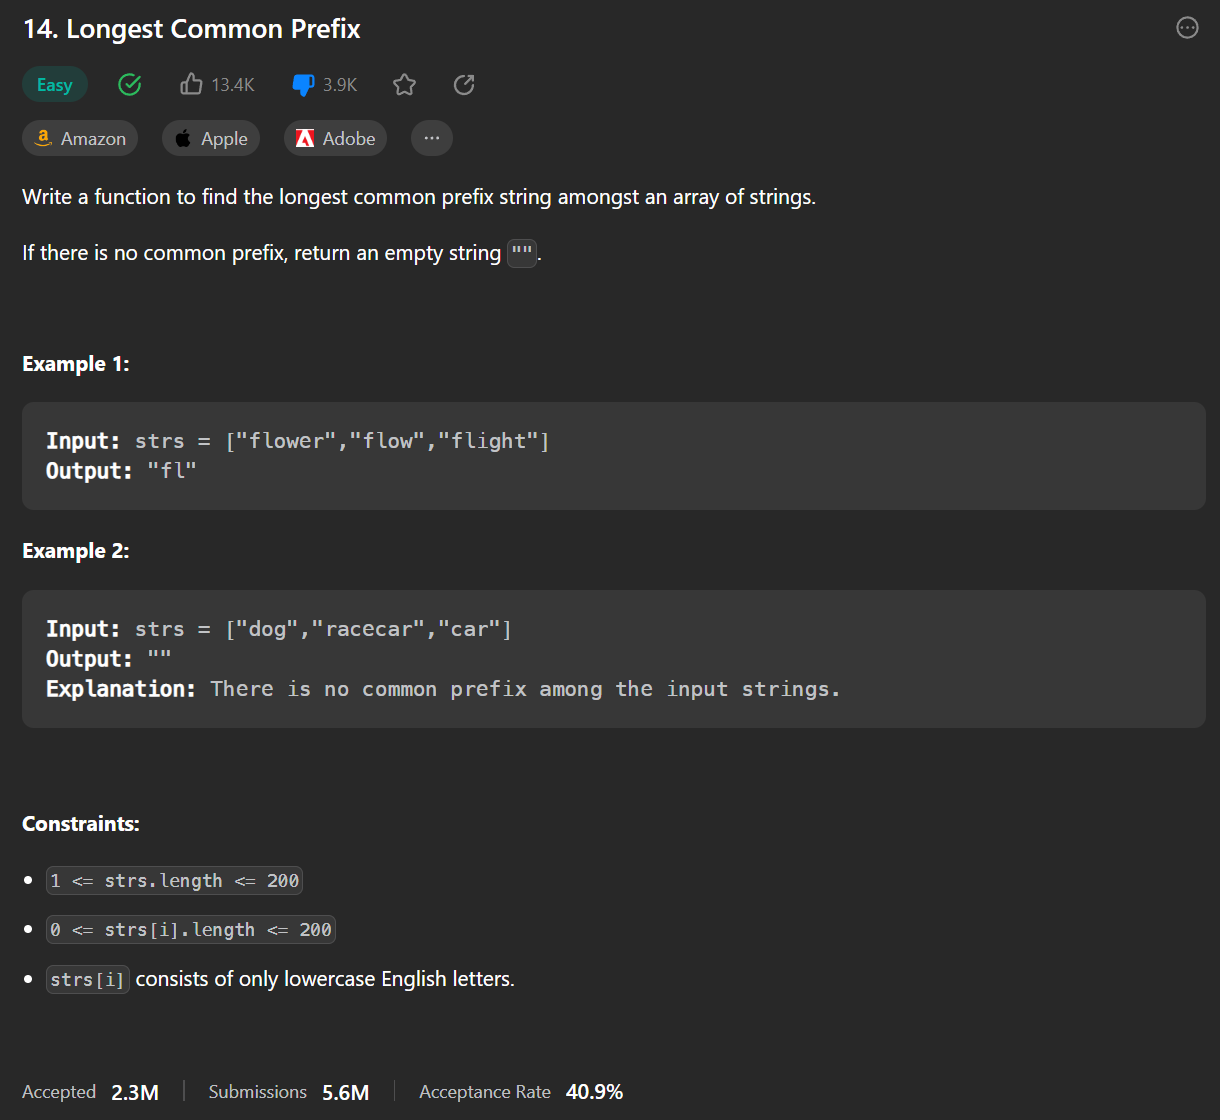 14. Longest Common Prefix
Easy 13.4K 3.9K
Amazon Apple Adobe ...
Write a function to find the longest common prefix string amongst an array of strings.
If there is no common prefix, return an empty string "".
Example 1:
Input: strs = ["flower","flow","flight"]
Output: "fl"
Example 2:
Input: strs = ["dog","racecar","car"]
Output: ""
Explanation: There is no common prefix among the input strings.
Constraints:
• 1 <= strs.length <= 200
• 0 <= strs[i].length <= 200
• strs[i] consists of only lowercase English letters.
Accepted 2.3M | Submissions 5.6M | Acceptance Rate 40.9%